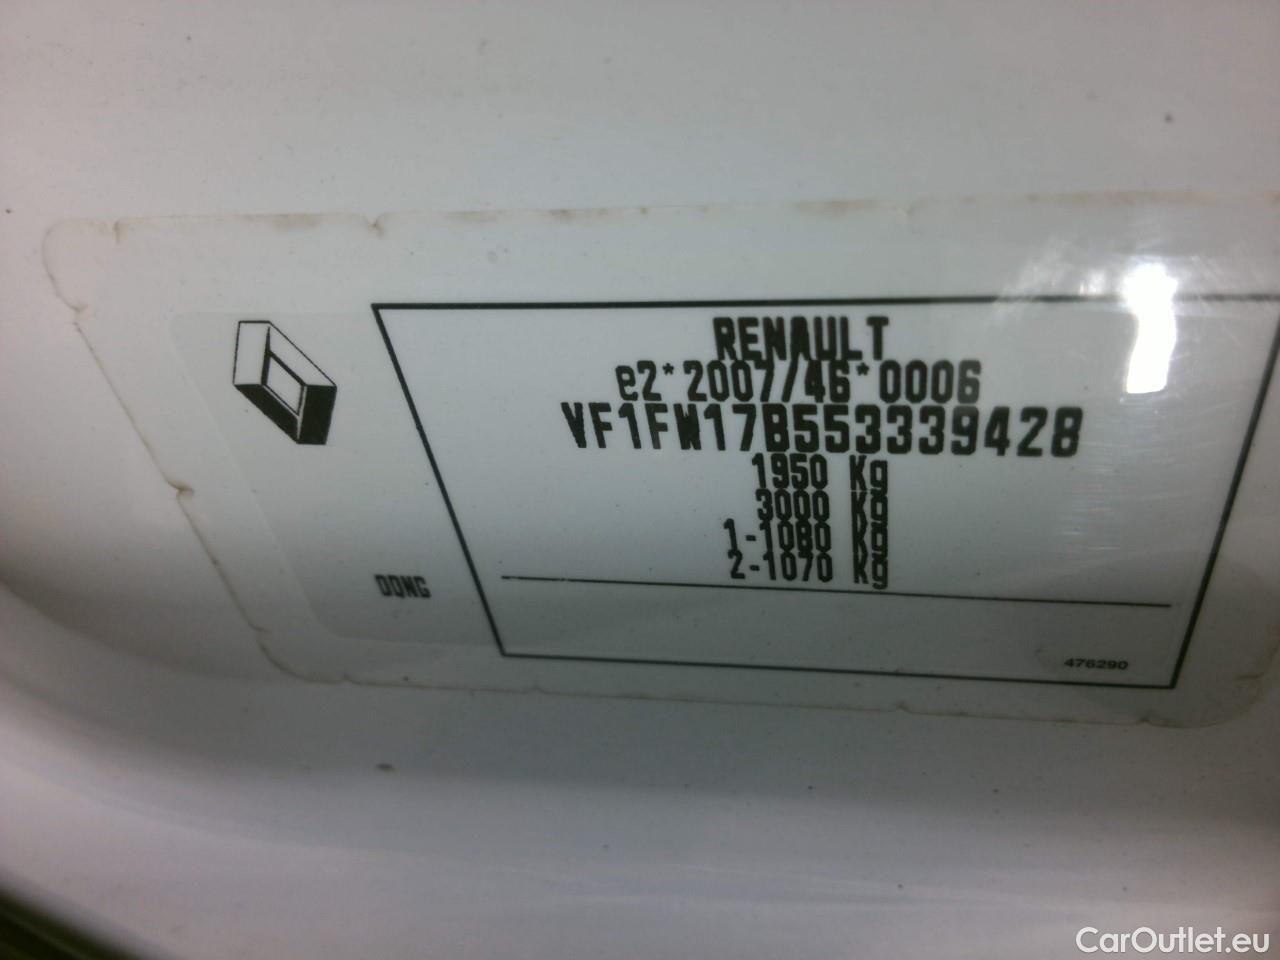 RENAULT
e2*2007/46*0006
VF1FW17B553339428
1950 Kg
3000 Kg
1-1080 Kg
2-1070 Kg
DQNG
476290
CarOutlet.eu